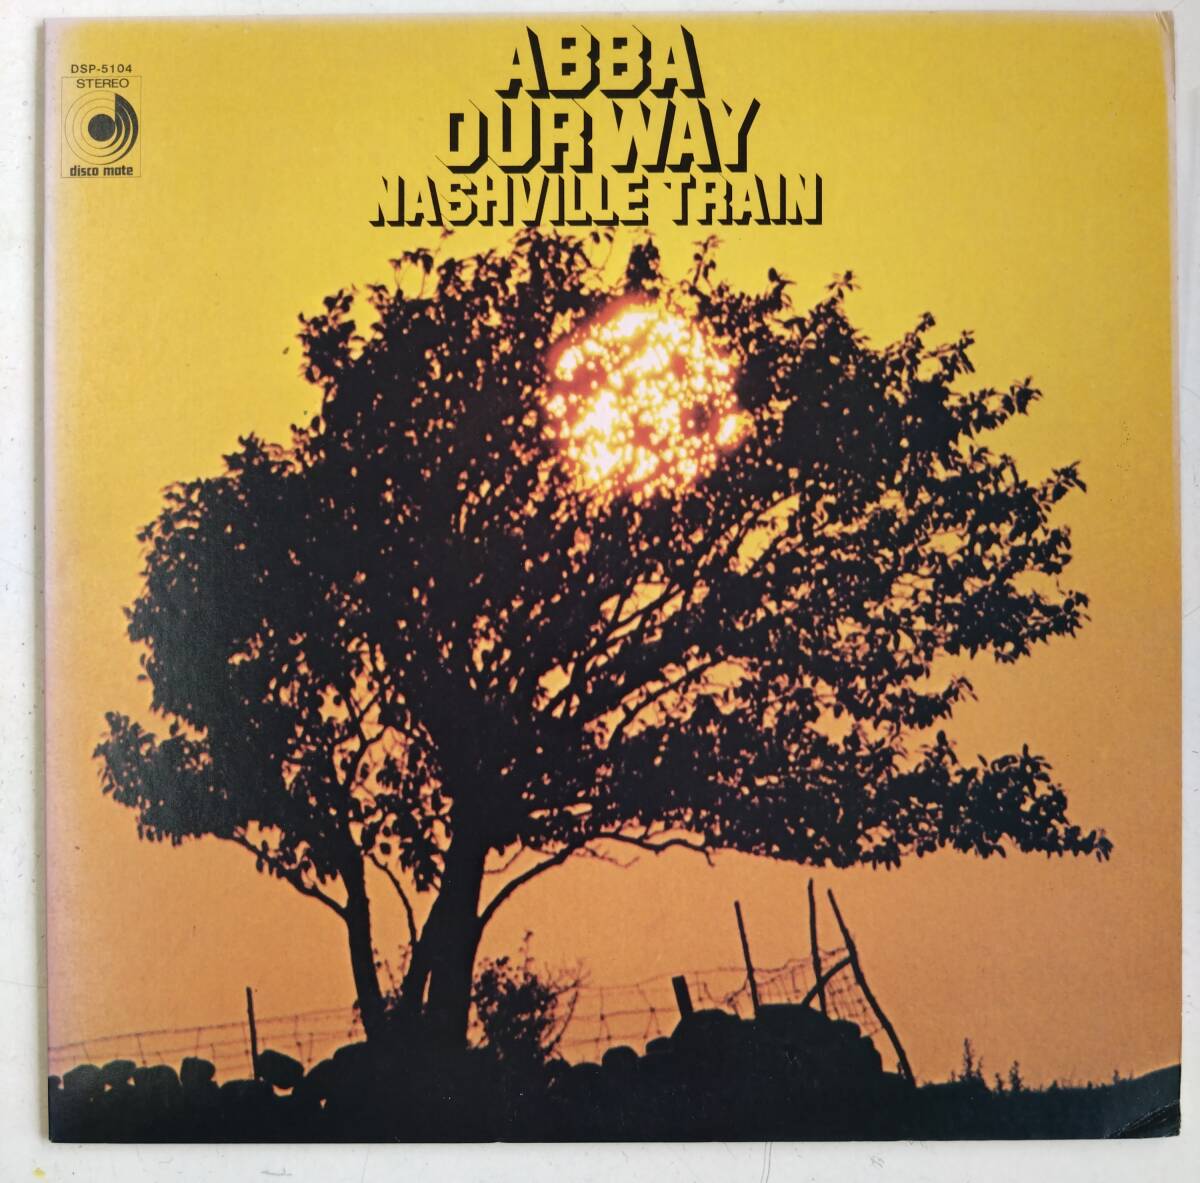 DSP-5104
STEREO
disco mate
ABBA
OUR WAY
NASHVILLE TRAIN